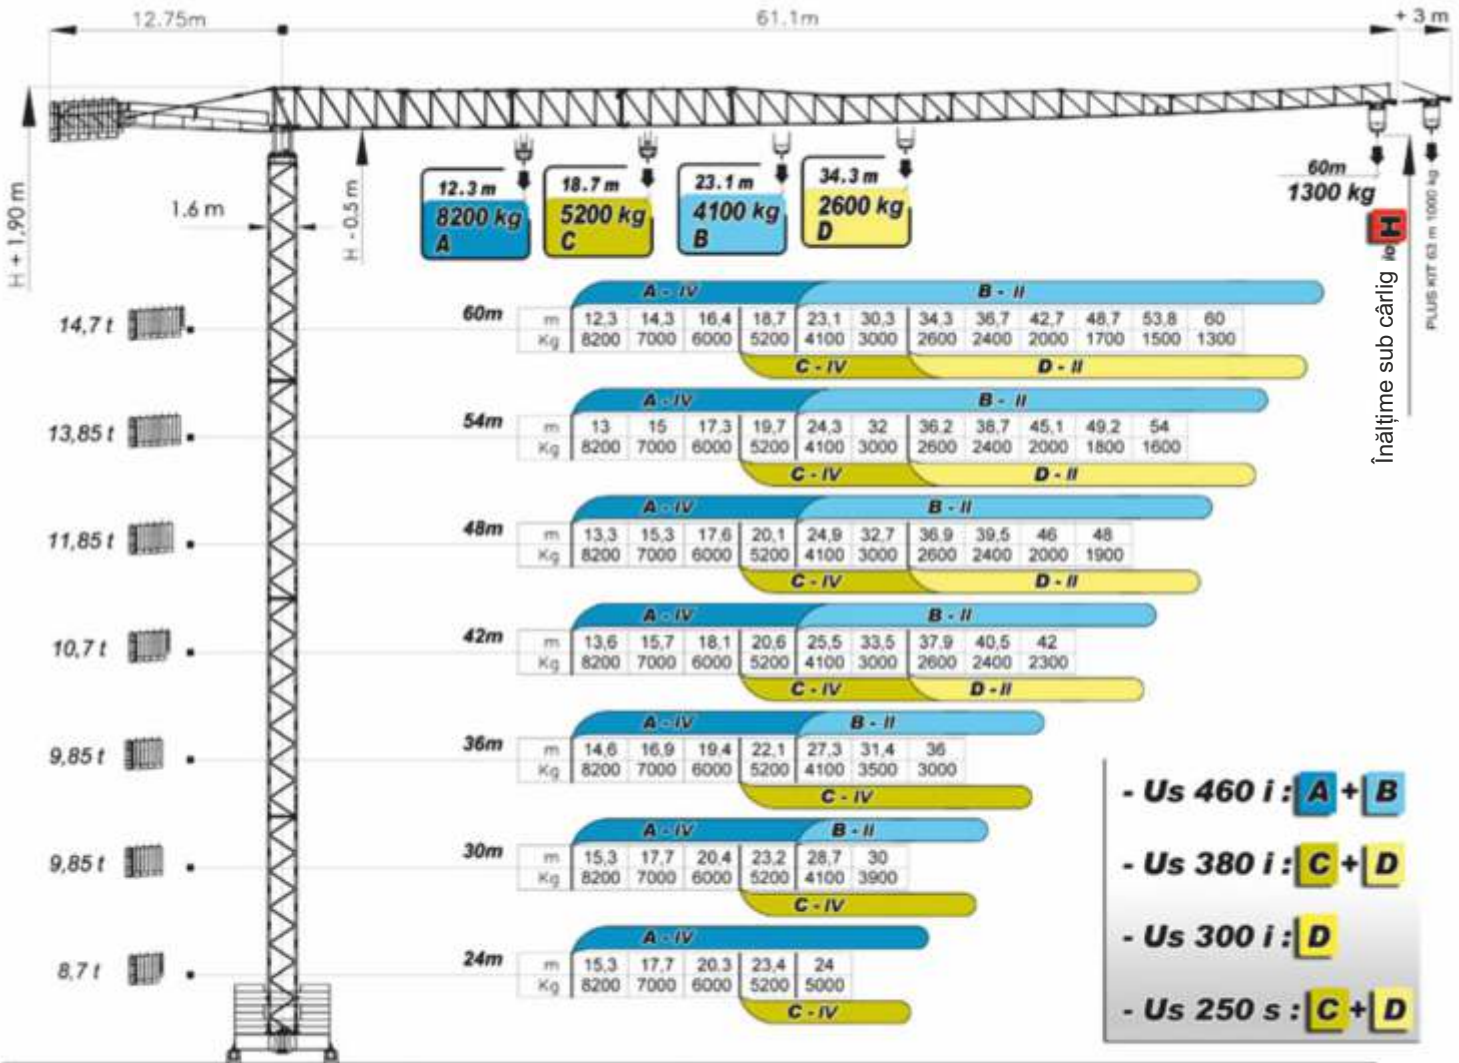 12.75m 61.1m + 3 m
H + 1,90 m
1.6 m
H - 0.5 m
12.3 m
8200 kg
A
18.7 m
5200 kg
C
23.1 m
4100 kg
B
34.3 m
2600 kg
D
60m
1300 kg
H
Înălțime sub cârlig
PLUS KIT 63 m 1000 kg
14,7 t
60m
A - IV B - II
m 12,3 14,3 16,4 18,7 23,1 30,3 34,3 36,7 42,7 48,7 53,8 60
Kg 8200 7000 6000 5200 4100 3000 2600 2400 2000 1700 1500 1300
C - IV D - II
13,85 t
54m
A - IV B - II
m 13 15 17,3 19,7 24,3 32 36,2 38,7 45,1 49,2 54
Kg 8200 7000 6000 5200 4100 3000 2600 2400 2000 1800 1600
C - IV D - II
11,85 t
48m
A - IV B - II
m 13,3 15,3 17,6 20,1 24,9 32,7 36,9 39,5 46 48
Kg 8200 7000 6000 5200 4100 3000 2600 2400 2000 1900
C - IV D - II
10,7 t
42m
A - IV B - II
m 13,6 15,7 18,1 20,6 25,5 33,5 37,9 40,5 42
Kg 8200 7000 6000 5200 4100 3000 2600 2400 2300
C - IV D - II
9,85 t
36m
A - IV B - II
m 14,6 16,9 19,4 22,1 27,3 31,4 36
Kg 8200 7000 6000 5200 4100 3500 3000
C - IV
9,85 t
30m
A - IV B - II
m 15,3 17,7 20,4 23,2 28,7 30
Kg 8200 7000 6000 5200 4100 3900
C - IV
8,7 t
24m
A - IV
m 15,3 17,7 20.3 23,4 24
Kg 8200 7000 6000 5200 5000
C - IV
- Us 460 i : A + B
- Us 380 i : C + D
- Us 300 i : D
- Us 250 s : C + D